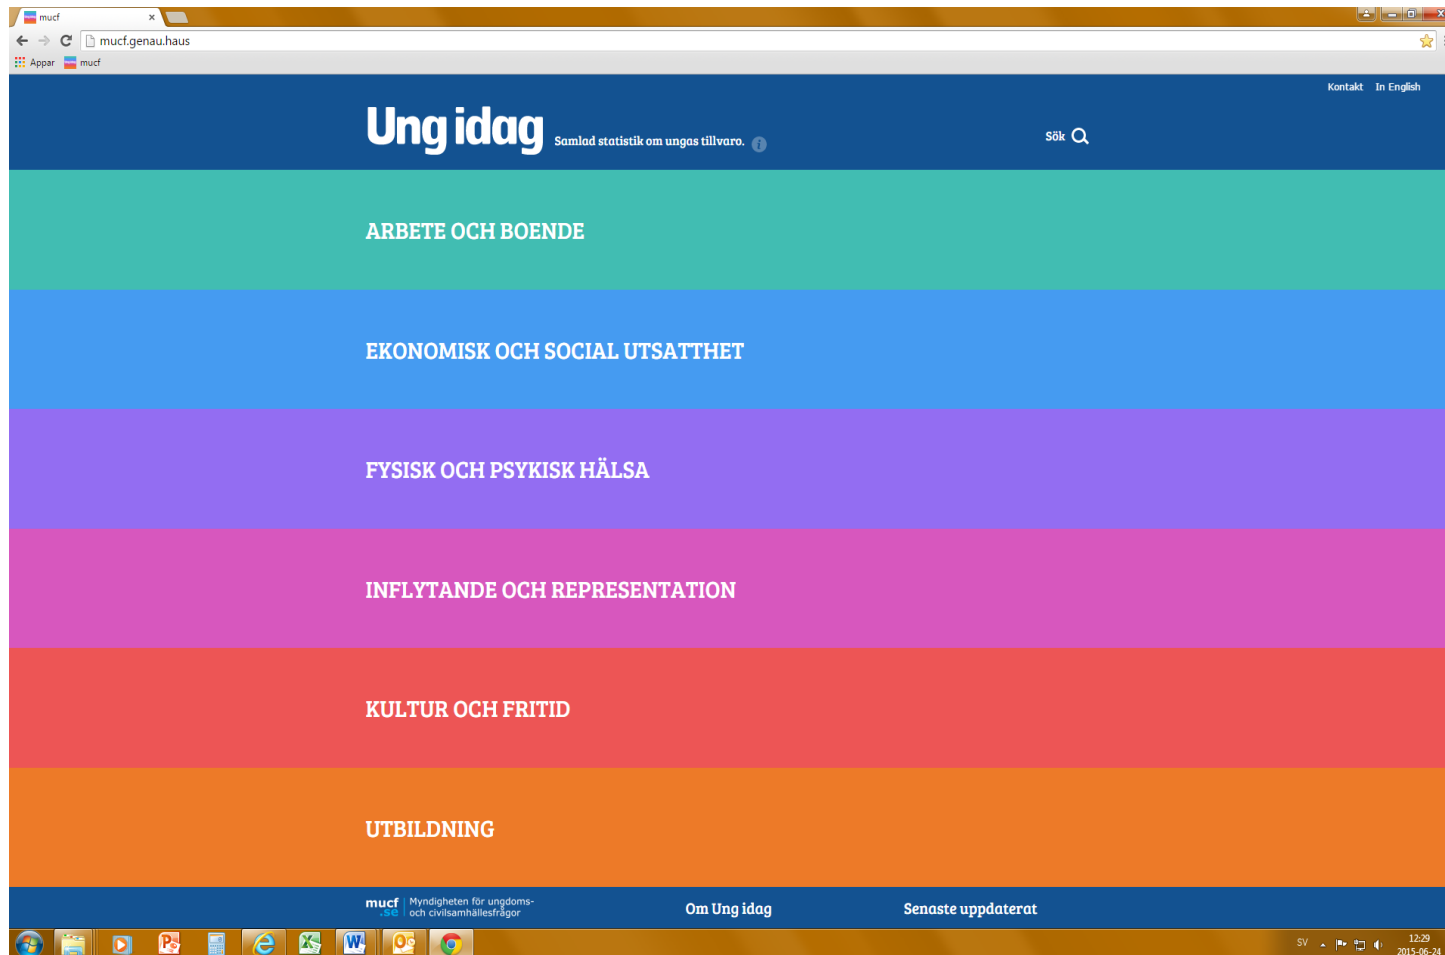 mucf
mucf.genau.haus
Appar mucf
Kontakt In English
Ung idag Samlad statistik om ungas tillvaro. i
Sök
ARBETE OCH BOENDE
EKONOMISK OCH SOCIAL UTSATTHET
FYSISK OCH PSYKISK HÄLSA
INFLYTANDE OCH REPRESENTATION
KULTUR OCH FRITID
UTBILDNING
mucf .se Myndigheten för ungdoms-
och civilsamhällesfrågor
Om Ung idag
Senaste uppdaterat
SV
12:29
2015-06-24